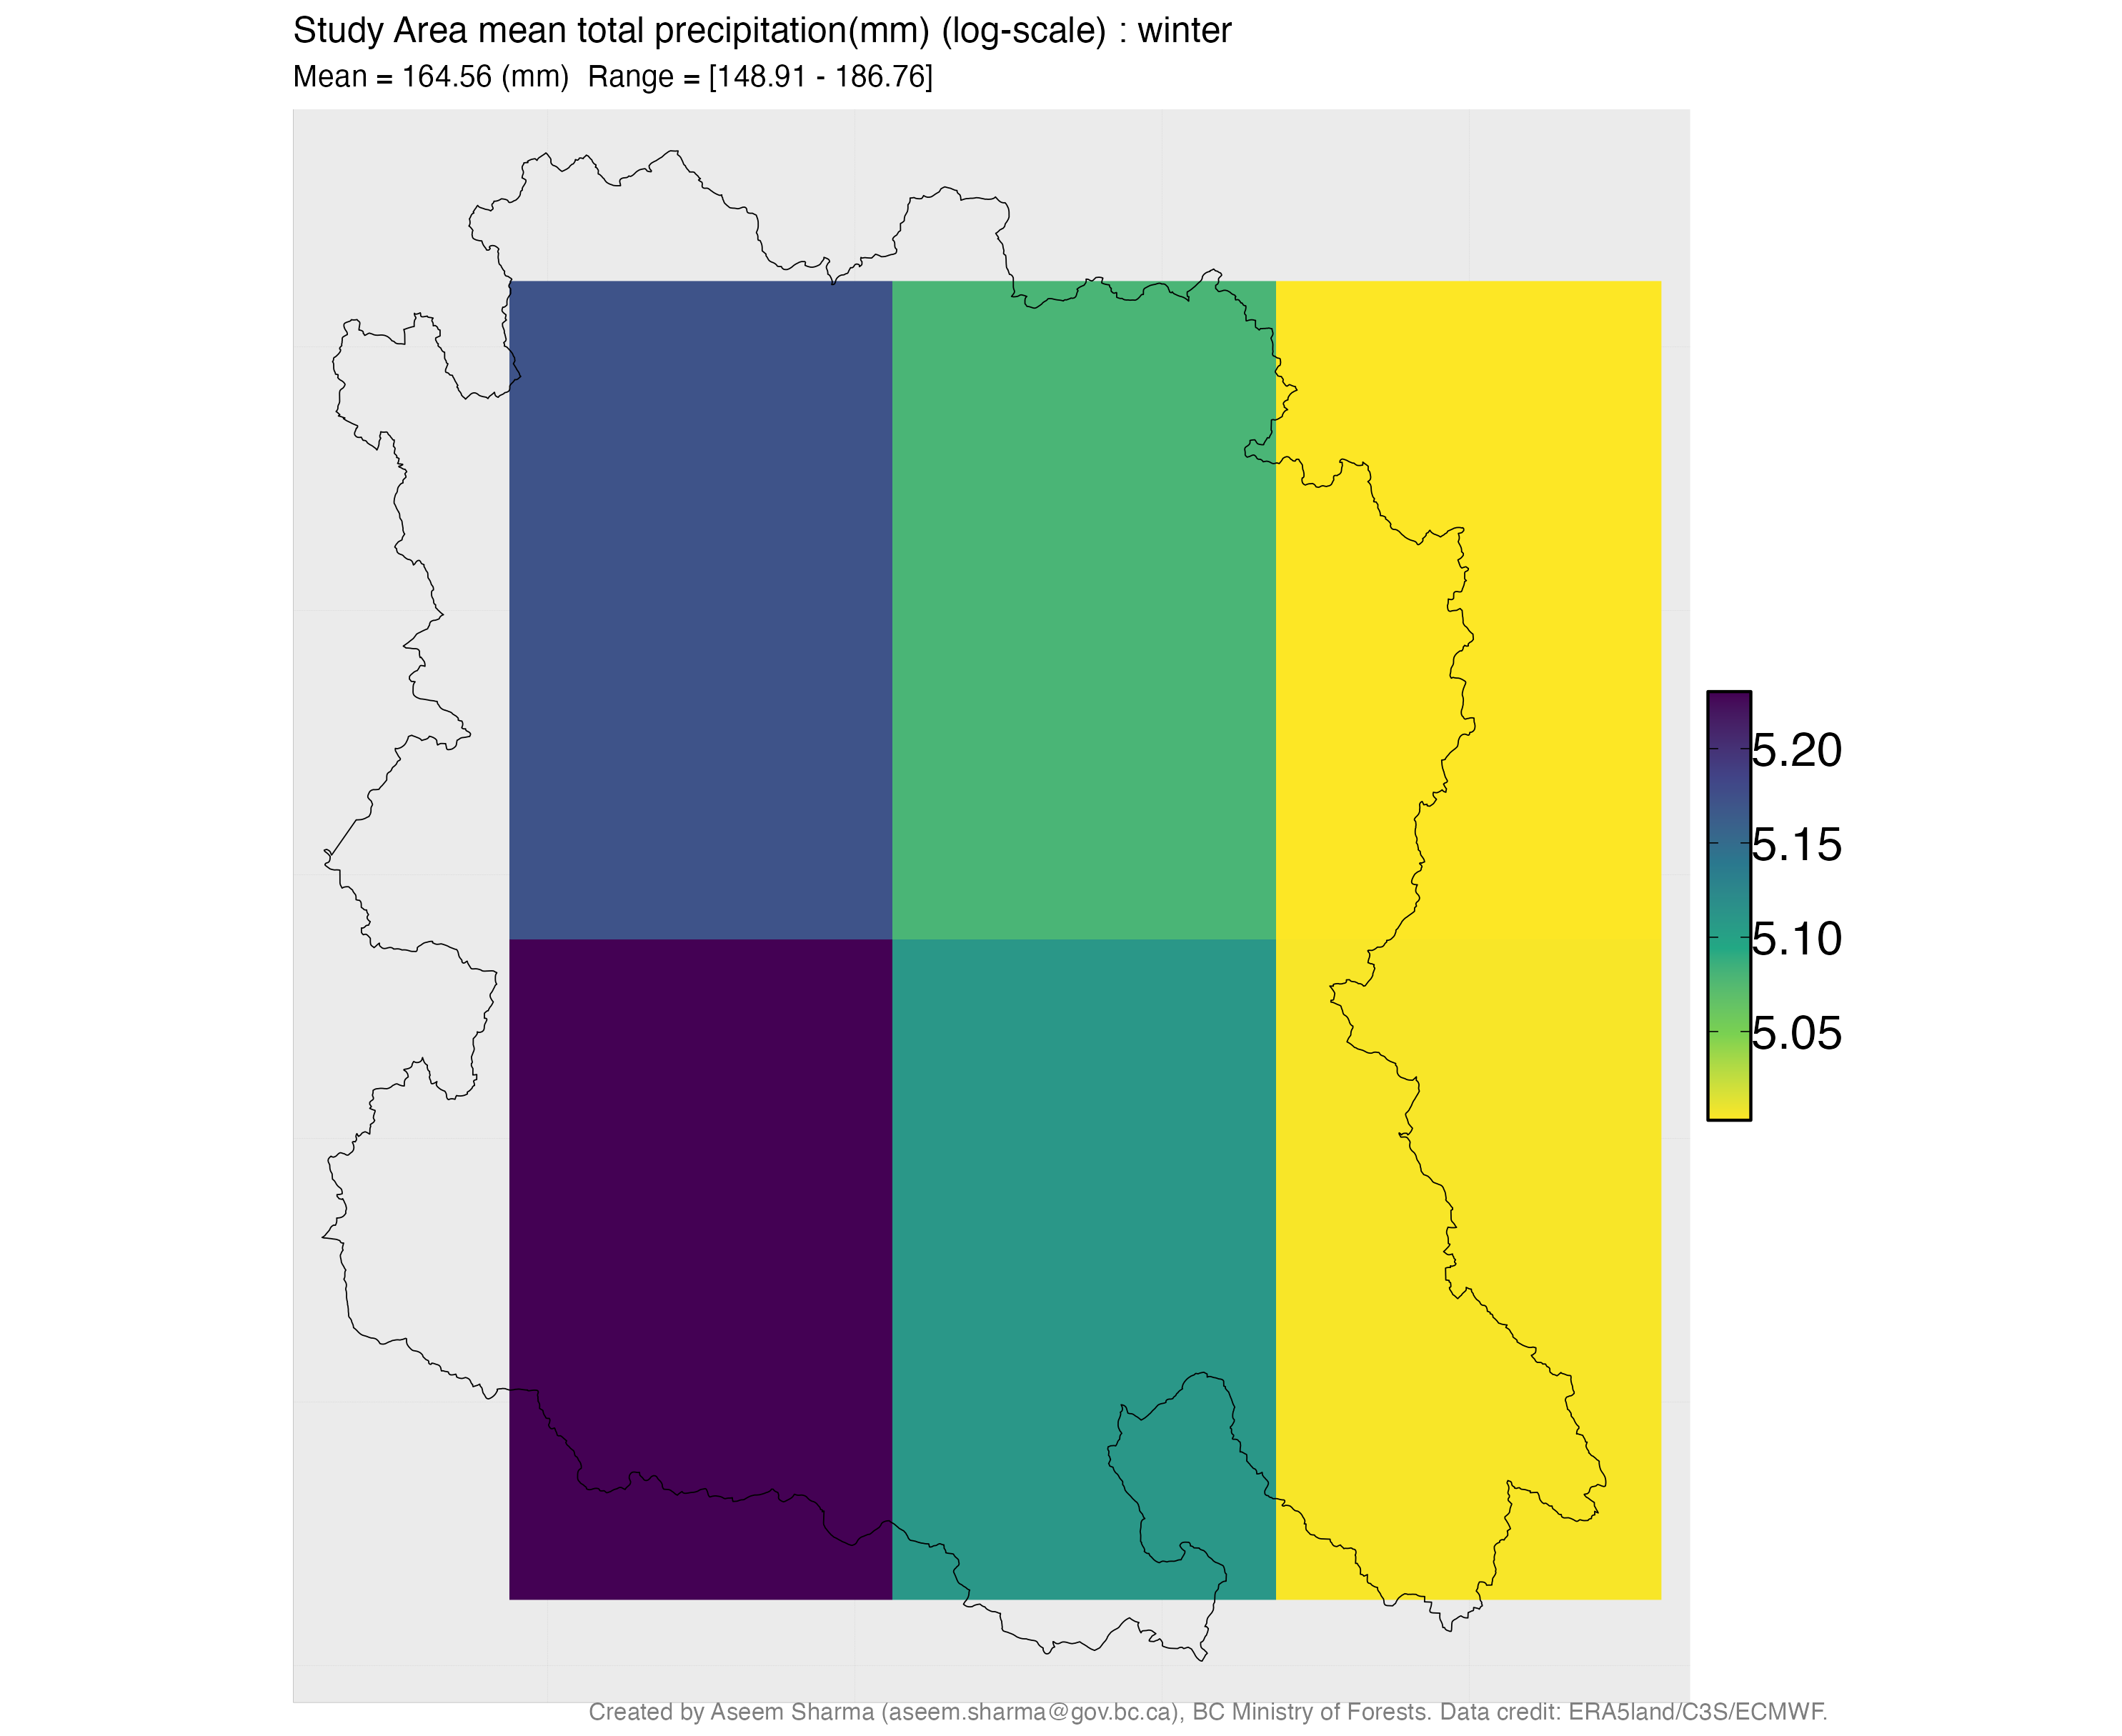 Study Area mean total precipitation(mm) (log-scale) : winter
Mean = 164.56 (mm)  Range = [148.91 - 186.76]
5.20
5.15
5.10
5.05
Created by Aseem Sharma (aseem.sharma@gov.bc.ca), BC Ministry of Forests. Data credit: ERA5land/C3S/ECMWF.